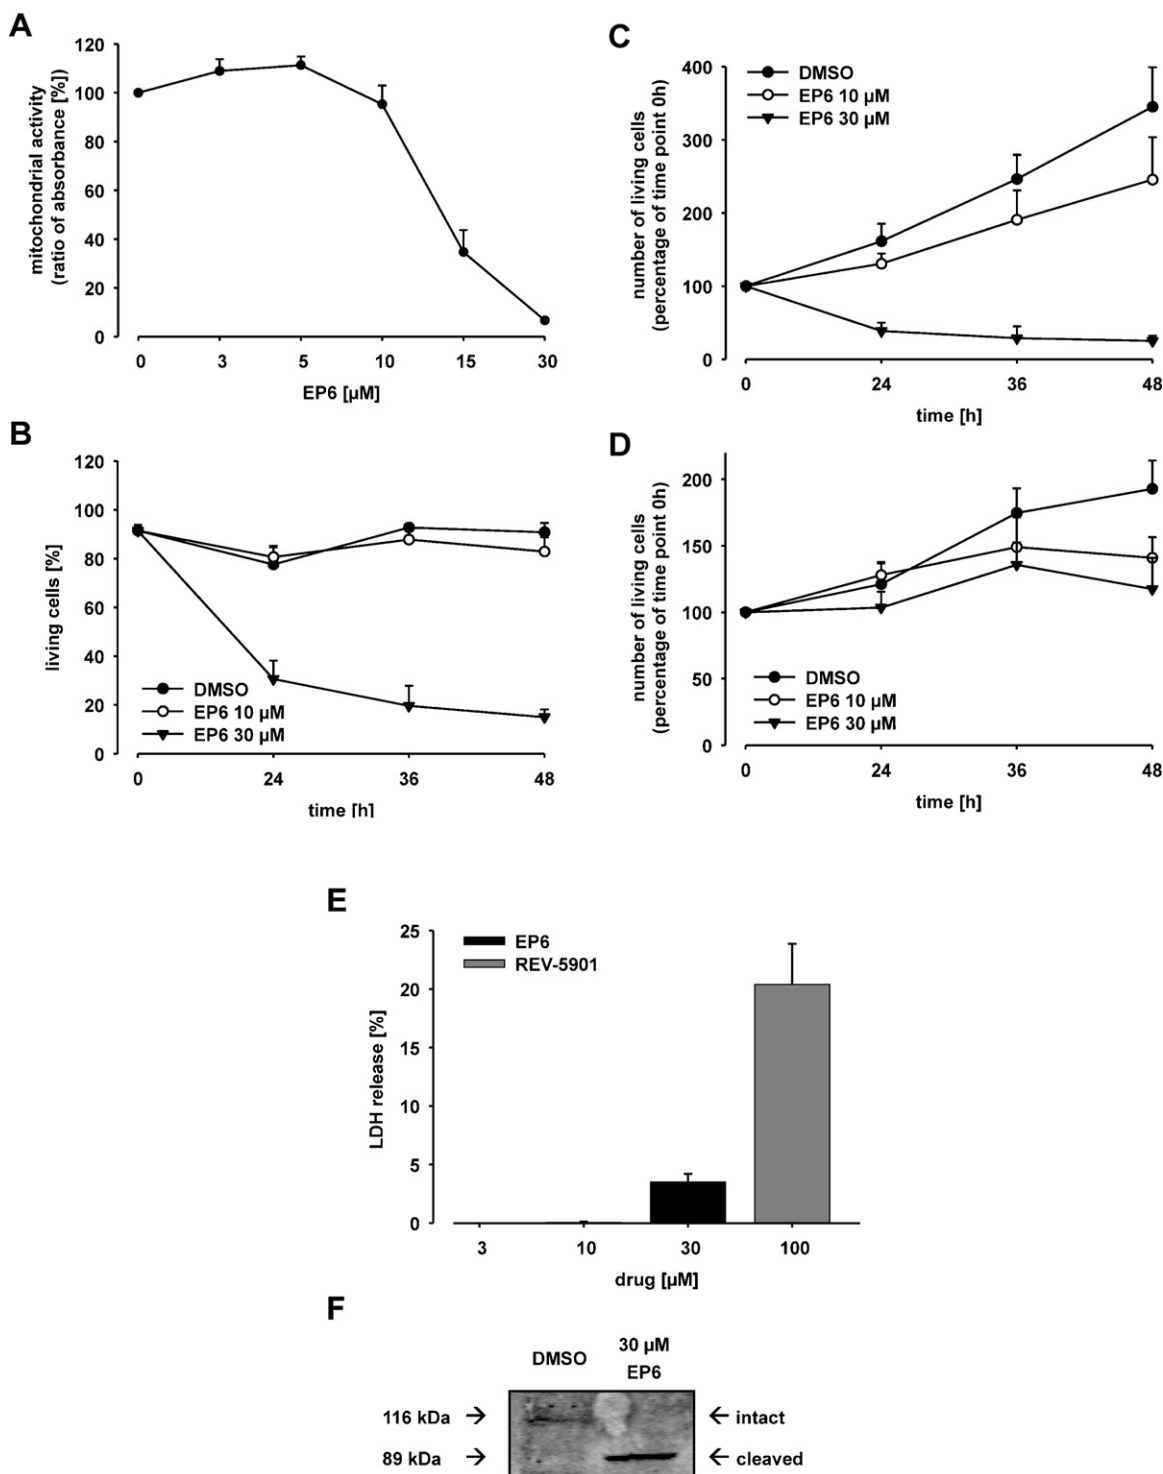 A
120
100
80
60
40
20
0
mitochondrial activity
(ratio of absorbance [%])
0 3 5 10 15 30
EP6 [µM]
B
120
100
80
60
40
20
0
living cells [%]
DMSO
EP6 10 µM
EP6 30 µM
0 24 36 48
time [h]
C
400
300
200
100
0
number of living cells
(percentage of time point 0h)
DMSO
EP6 10 µM
EP6 30 µM
0 24 36 48
time [h]
D
200
150
100
50
0
number of living cells
(percentage of time point 0h)
DMSO
EP6 10 µM
EP6 30 µM
0 24 36 48
time [h]
E
25
20
15
10
5
0
LDH release [%]
EP6
REV-5901
3 10 30 100
drug [µM]
F
DMSO
30 µM
EP6
116 kDa → ← intact
89 kDa → ← cleaved